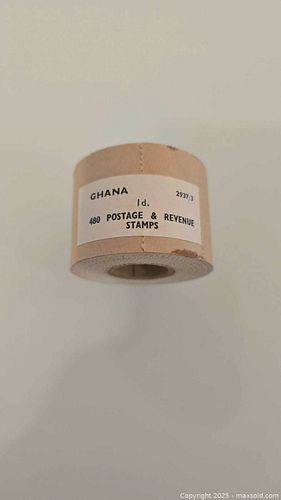 GHANA 2937/3
1d.
480 POSTAGE & REVENUE
STAMPS
Copyright © 2025 - maxsold.com